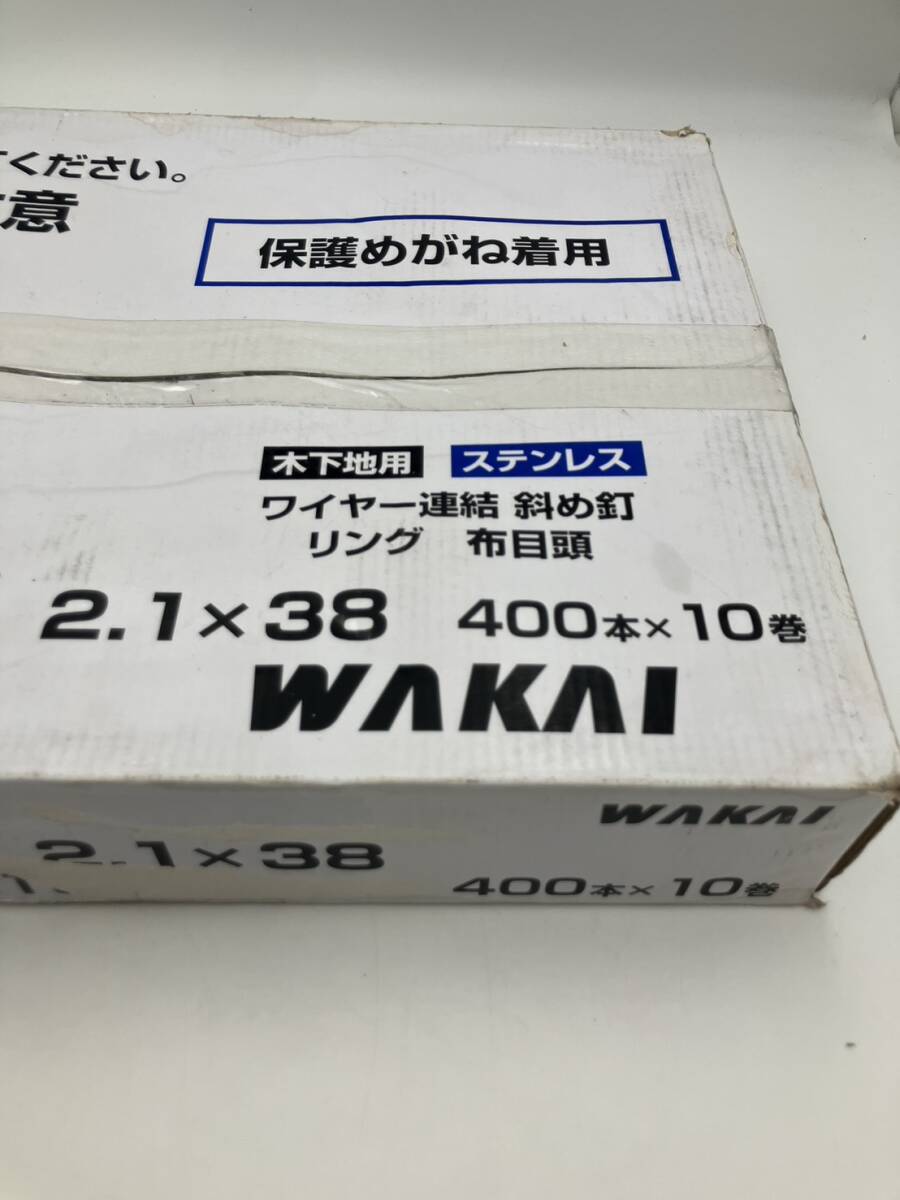 ください。
意
保護めがね着用
木下地用 ステンレス
ワイヤー連結 斜め釘
リング 布目頭
2.1×38 400本×10巻
WAKAI
WAKAI
2.1×38
400本×10巻